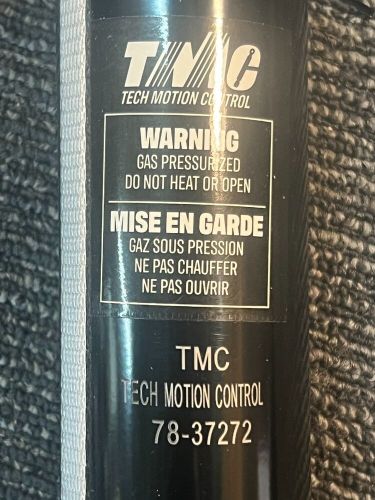 TMC
TECH MOTION CONTROL
WARNING
GAS PRESSURIZED
DO NOT HEAT OR OPEN
MISE EN GARDE
GAZ SOUS PRESSION
NE PAS CHAUFFER
NE PAS OUVRIR
TMC
TECH MOTION CONTROL
78-37272